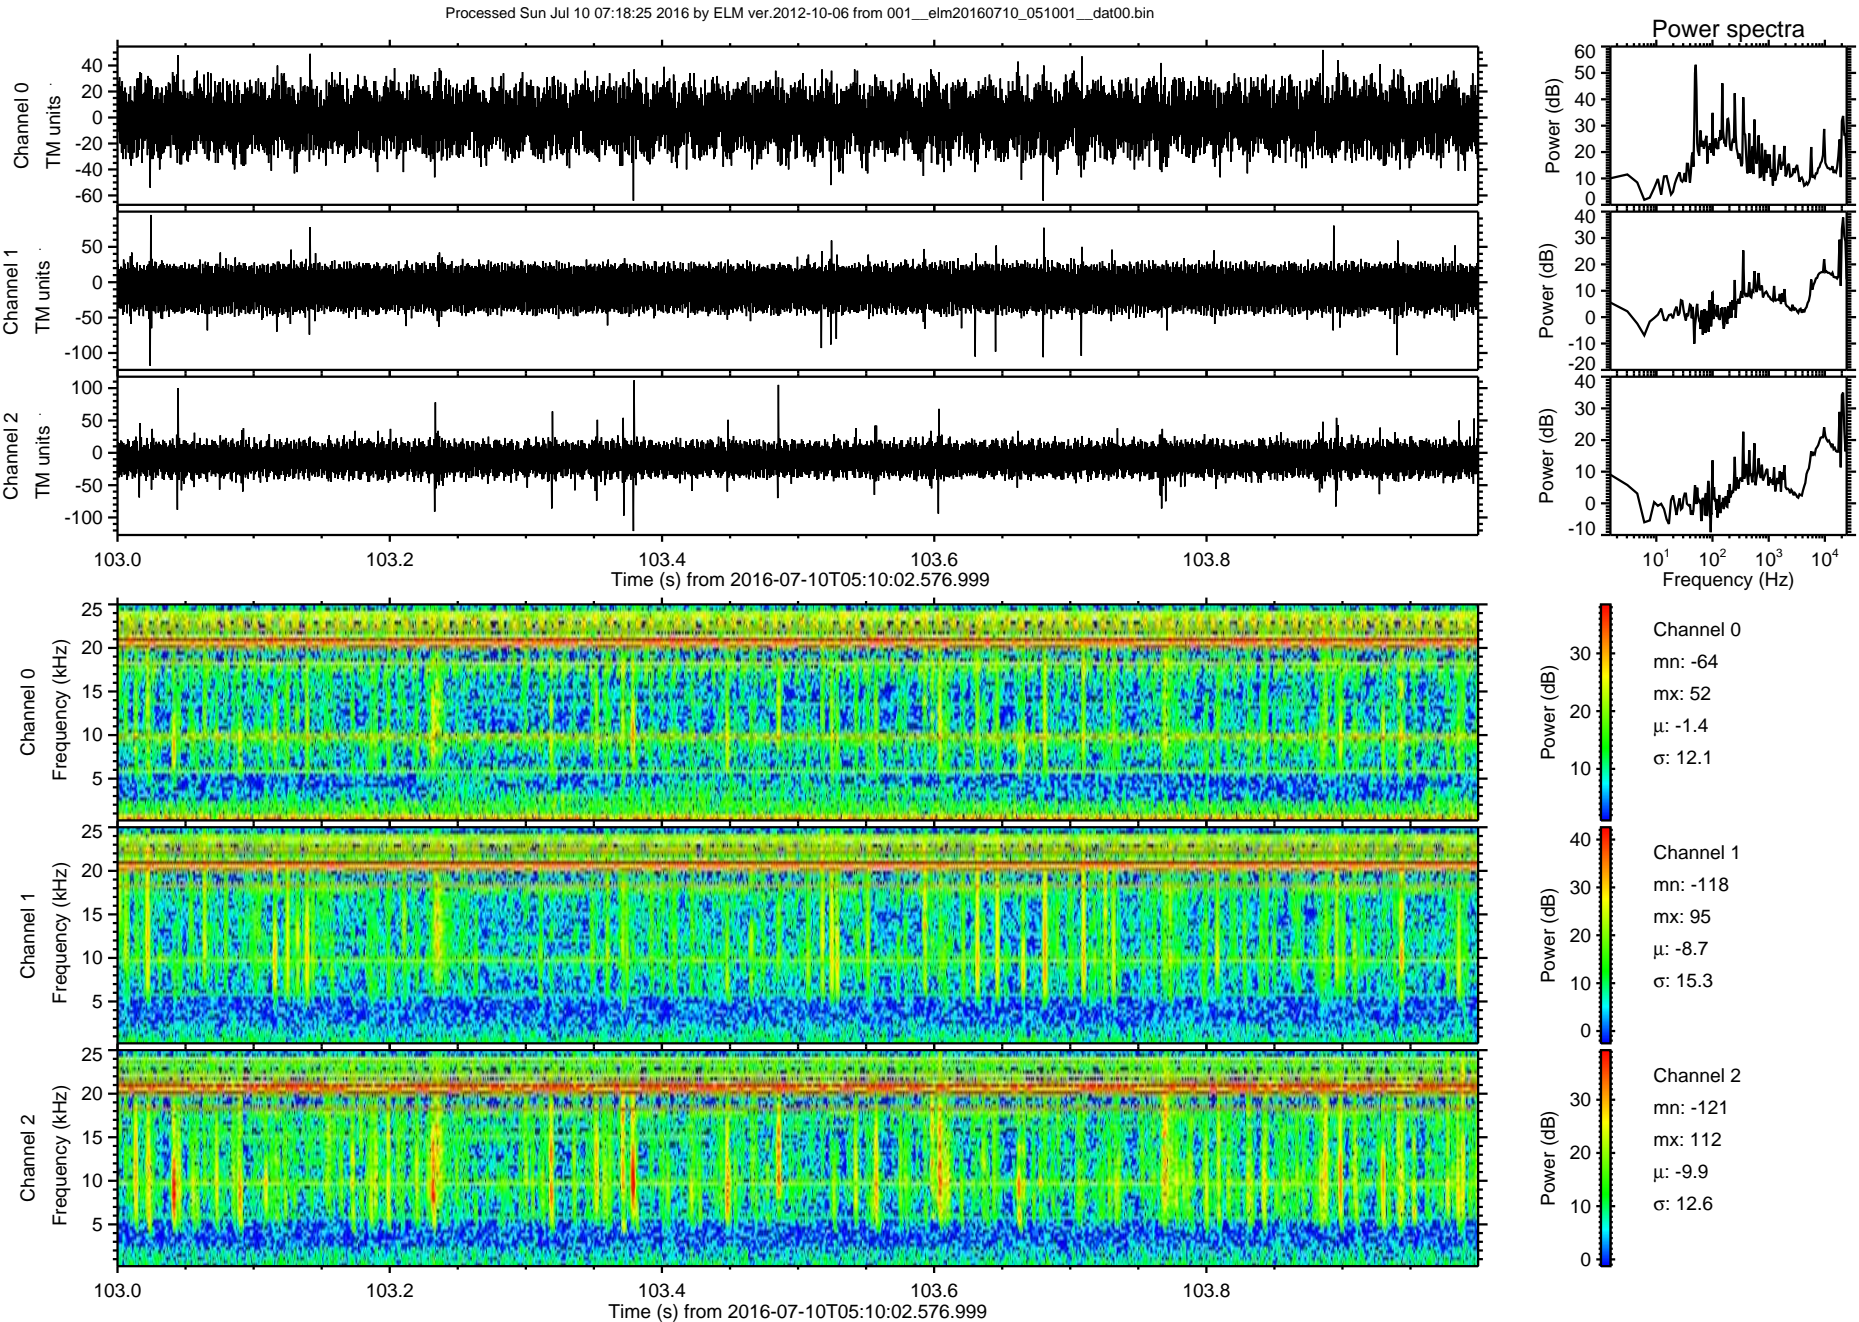 Processed Sun Jul 10 07:18:25 2016 by ELM ver.2012-10-06 from 001__elm20160710_051001__dat00.bin
Power spectra
Channel 0
TM units
40
20
0
-20
-40
-60
Power (dB)
60
50
40
30
20
10
0
Channel 1
TM units
50
0
-50
-100
Power (dB)
40
30
20
10
0
-10
-20
Channel 2
TM units
100
50
0
-50
-100
Power (dB)
40
30
20
10
0
-10
103.0 103.2 103.4 103.6 103.8
Time (s) from 2016-07-10T05:10:02.576.999
10^1 10^2 10^3 10^4
Frequency (Hz)
Channel 0
Frequency (kHz)
25
20
15
10
5
Power (dB)
30
20
10
Channel 0
mn: -64
mx: 52
µ: -1.4
σ: 12.1
Channel 1
Frequency (kHz)
25
20
15
10
5
Power (dB)
40
30
20
10
0
Channel 1
mn: -118
mx: 95
µ: -8.7
σ: 15.3
Channel 2
Frequency (kHz)
25
20
15
10
5
Power (dB)
30
20
10
0
Channel 2
mn: -121
mx: 112
µ: -9.9
σ: 12.6
103.0 103.2 103.4 103.6 103.8
Time (s) from 2016-07-10T05:10:02.576.999